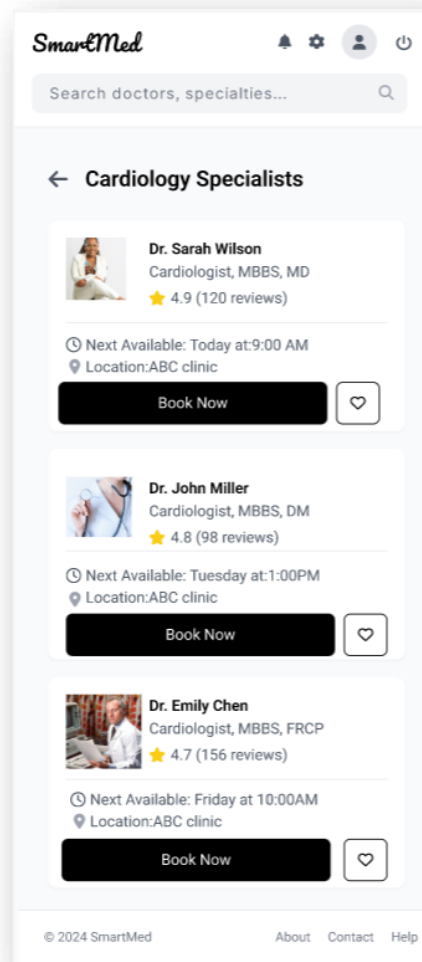 SmartMed
Search doctors, specialties...
Cardiology Specialists
Dr. Sarah Wilson
Cardiologist, MBBS, MD
4.9 (120 reviews)
Next Available: Today at:9:00 AM
Location:ABC clinic
Book Now
Dr. John Miller
Cardiologist, MBBS, DM
4.8 (98 reviews)
Next Available: Tuesday at:1:00PM
Location:ABC clinic
Book Now
Dr. Emily Chen
Cardiologist, MBBS, FRCP
4.7 (156 reviews)
Next Available: Friday at 10:00AM
Location:ABC clinic
Book Now
© 2024 SmartMed About Contact Help